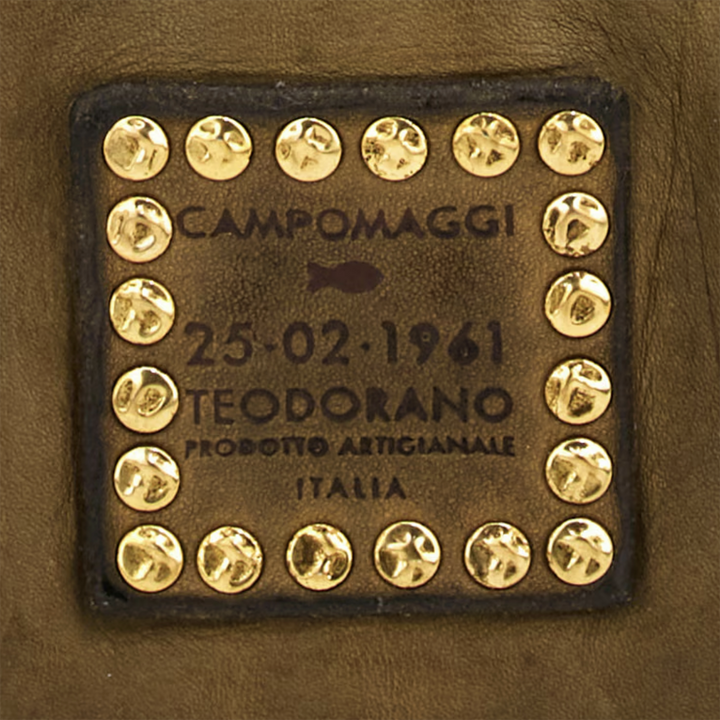 CAMPOMAGGI
25-02·1961
TEODORANO
PRODOTTO ARTIGIANALE
ITALIA